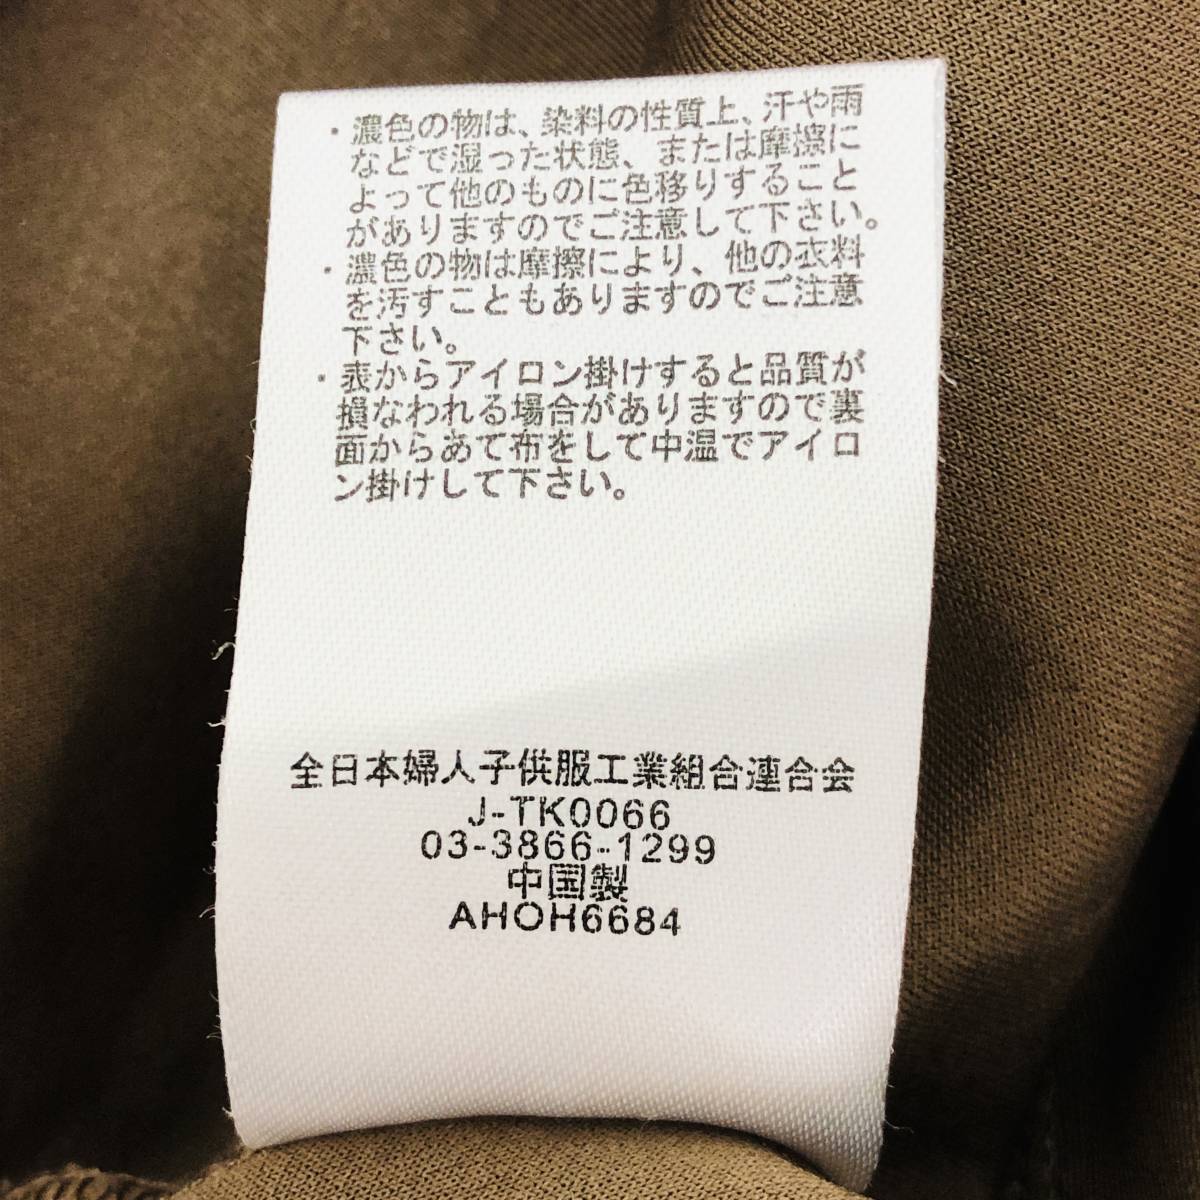 ・濃色の物は、染料の性質上、汗や雨
などで湿った状態、または摩擦に
よって他のものに色移りすること
がありますのでご注意して下さい。
・濃色の物は摩擦により、他の衣料
を汚すこともありますのでご注意
下さい。
・表からアイロン掛けすると品質が
損なわれる場合がありますので裏
面からあて布をして中温でアイロ
ン掛けして下さい。
全日本婦人子供服工業組合連合会
J-TK0066
03-3866-1299
中国製
AHOH6684